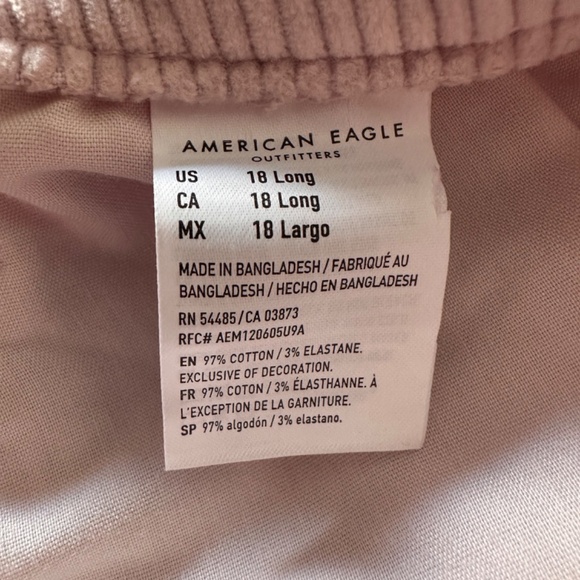 AMERICAN EAGLE
OUTFITTERS
US 18 Long
CA 18 Long
MX 18 Largo
MADE IN BANGLADESH / FABRIQUÉ AU
BANGLADESH / HECHO EN BANGLADESH
RN 54485 / CA 03873
RFC# AEM120605U9A
EN 97% COTTON / 3% ELASTANE.
EXCLUSIVE OF DECORATION.
FR 97% COTON / 3% ÉLASTHANNE. À
L'EXCEPTION DE LA GARNITURE.
SP 97% algodón / 3% elastano.